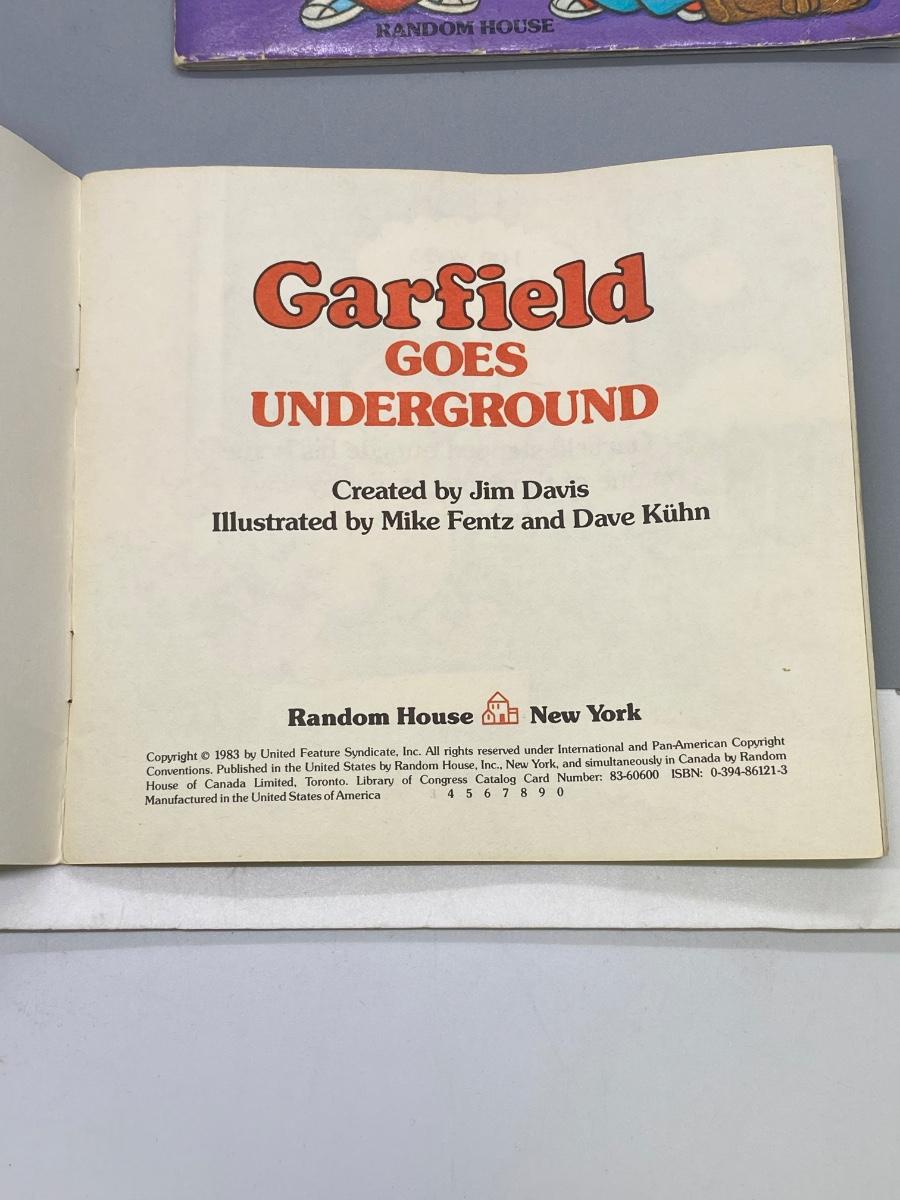 RANDOM HOUSE
Garfield
GOES
UNDERGROUND
Created by Jim Davis
Illustrated by Mike Fentz and Dave Kühn
Random House New York
Copyright © 1983 by United Feature Syndicate, Inc. All rights reserved under International and Pan-American Copyright
Conventions. Published in the United States by Random House, Inc., New York, and simultaneously in Canada by Random
House of Canada Limited, Toronto. Library of Congress Catalog Card Number: 83-60600 ISBN: 0-394-86121-3
Manufactured in the United States of America 4 5 6 7 8 9 0